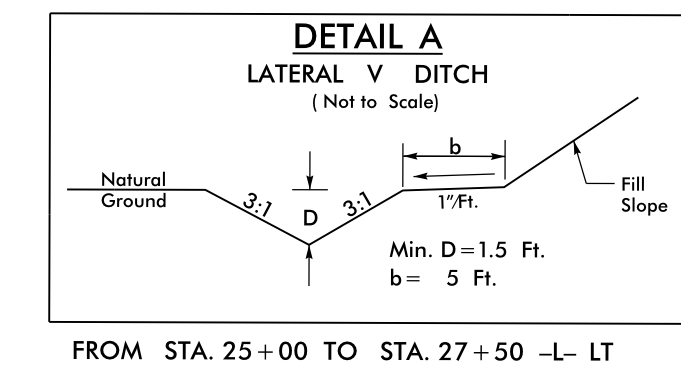 DETAIL A
LATERAL V DITCH
( Not to Scale)
b
Natural
Ground
3:1
D
3:1
1"/Ft.
Fill
Slope
Min. D=1.5 Ft.
b= 5 Ft.
FROM STA. 25+00 TO STA. 27+50 -L- LT